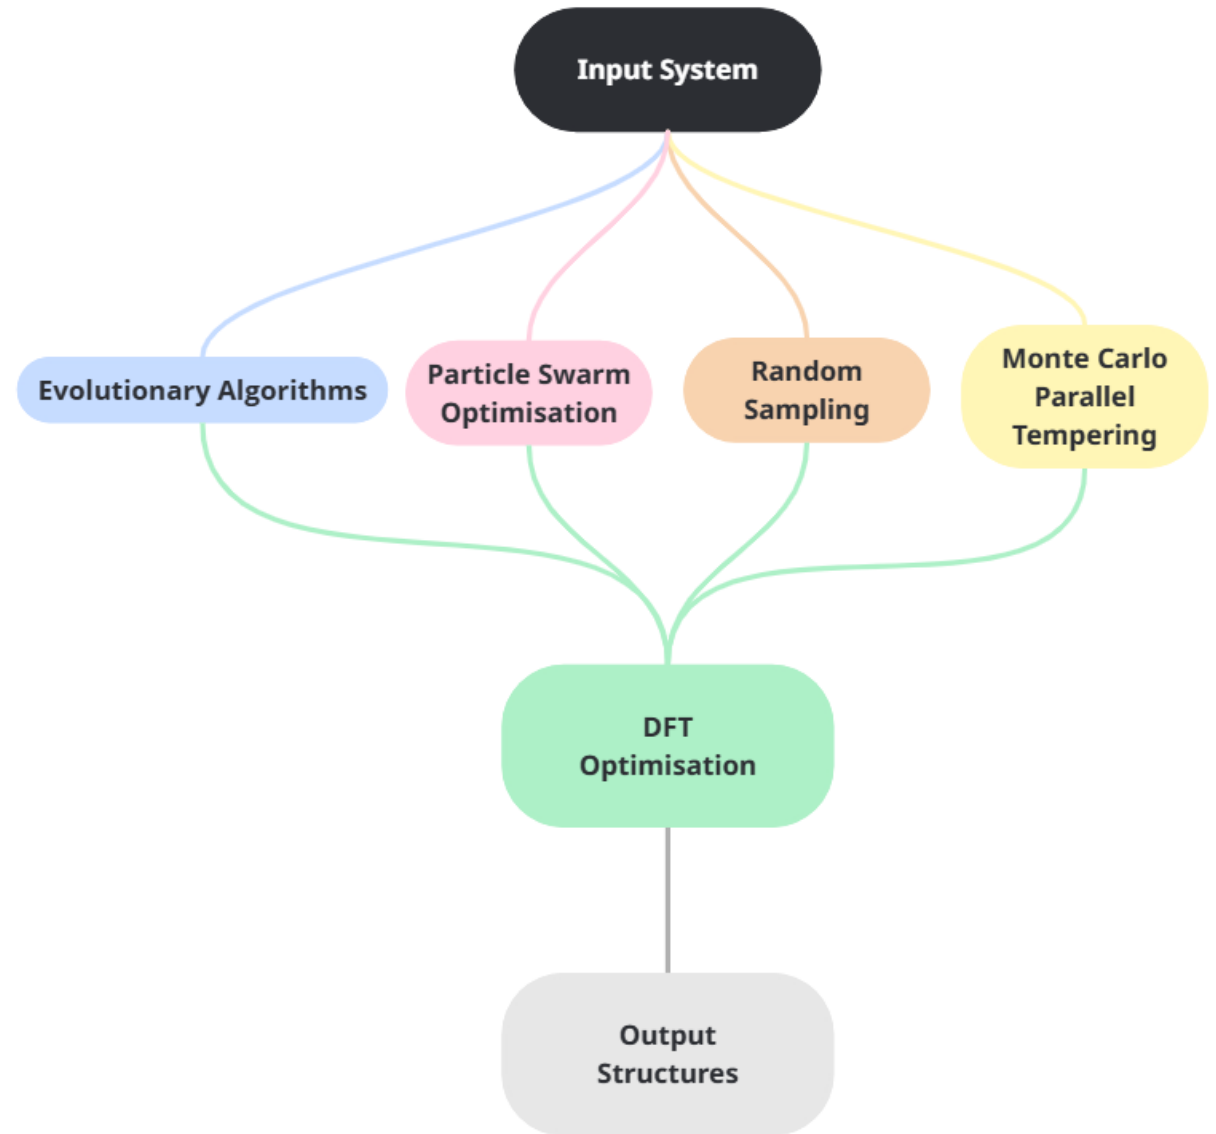 Input System
Evolutionary Algorithms
Particle Swarm
Optimisation
Random
Sampling
Monte Carlo
Parallel
Tempering
DFT
Optimisation
Output
Structures